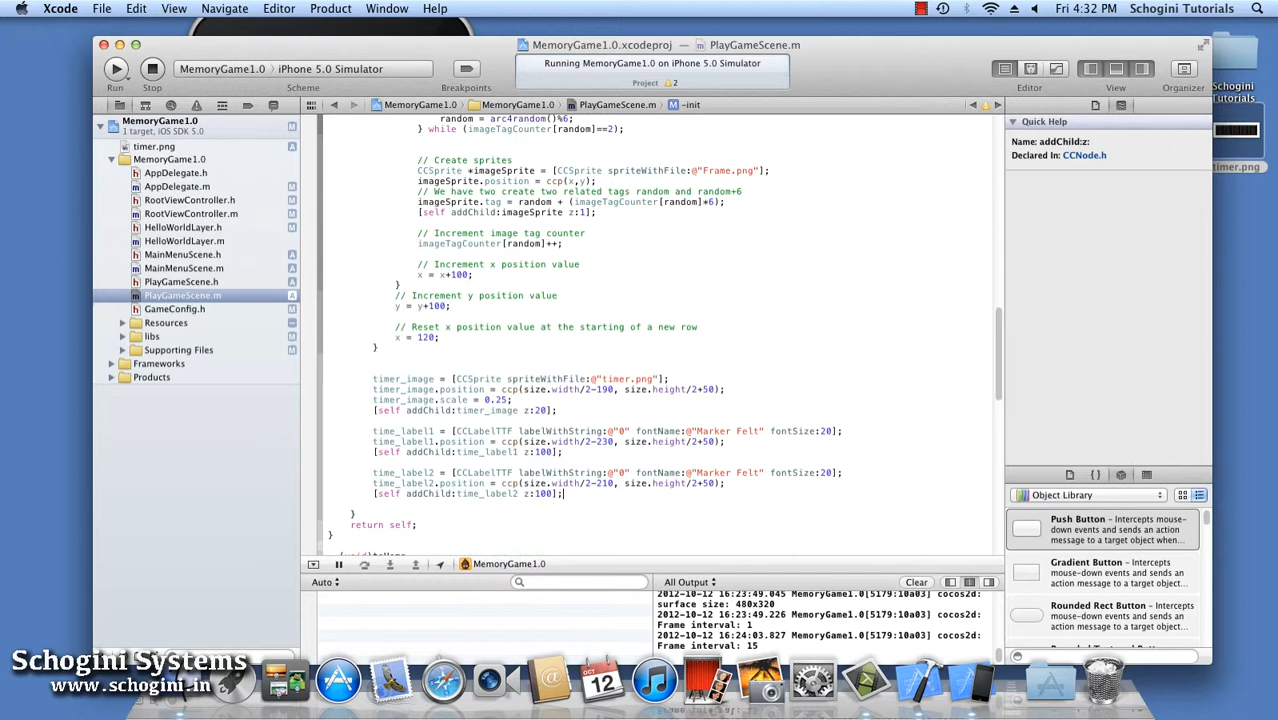 Xcode File Edit View Navigate Editor Product Window Help Fri 4:32 PM Schogini Tutorials
MemoryGame1.0.xcodeproj — PlayGameScene.m
Running MemoryGame1.0 on iPhone 5.0 Simulator
Project 2
MemoryGame1.0 iPhone 5.0 Simulator
Run Stop Scheme Breakpoints Editor View Organizer
Schogini
Tutorials
timer.png
MemoryGame1.0 MemoryGame1.0 PlayGameScene.m -init
MemoryGame1.0
1 target, iOS SDK 5.0
timer.png
MemoryGame1.0
AppDelegate.h
AppDelegate.m
RootViewController.h
RootViewController.m
HelloWorldLayer.h
HelloWorldLayer.m
MainMenuScene.h
MainMenuScene.m
PlayGameScene.h
PlayGameScene.m
GameConfig.h
Resources
libs
Supporting Files
Frameworks
Products
random = arc4random()%6;
} while (imageTagCounter[random]==2);
// Create sprites
CCSprite *imageSprite = [CCSprite spriteWithFile:@"Frame.png"];
imageSprite.position = ccp(x,y);
// We have two create two related tags random and random+6
imageSprite.tag = random + (imageTagCounter[random]*6);
[self addChild:imageSprite z:1];
// Increment image tag counter
imageTagCounter[random]++;
// Increment x position value
x = x+100;
}
// Increment y position value
y = y+100;
// Reset x position value at the starting of a new row
x = 120;
}
timer_image = [CCSprite spriteWithFile:@"timer.png"];
timer_image.position = ccp(size.width/2-190, size.height/2+50);
timer_image.scale = 0.25;
[self addChild:timer_image z:20];
time_label1 = [CCLabelTTF labelWithString:@"0" fontName:@"Marker Felt" fontSize:20];
time_label1.position = ccp(size.width/2-230, size.height/2+50);
[self addChild:time_label1 z:100];
time_label2 = [CCLabelTTF labelWithString:@"0" fontName:@"Marker Felt" fontSize:20];
time_label2.position = ccp(size.width/2-210, size.height/2+50);
[self addChild:time_label2 z:100];
}
return self;
}
Quick Help
Name: addChild:z:
Declared In: CCNode.h
Object Library
Push Button – Intercepts mouse-
down events and sends an action
message to a target object when...
Gradient Button – Intercepts
mouse-down events and sends an
action message to a target object...
Rounded Rect Button – Intercepts
mouse-down events and sends an
action message to a target object...
MemoryGame1.0
Auto All Output Clear
2012-10-12 16:23:49.045 MemoryGame1.0[5179:10a03] cocos2d:
surface size: 480x320
2012-10-12 16:23:49.226 MemoryGame1.0[5179:10a03] cocos2d:
Frame interval: 1
2012-10-12 16:24:03.827 MemoryGame1.0[5179:10a03] cocos2d:
Frame interval: 15
Schogini Systems
www.schogini.in
OCT
12